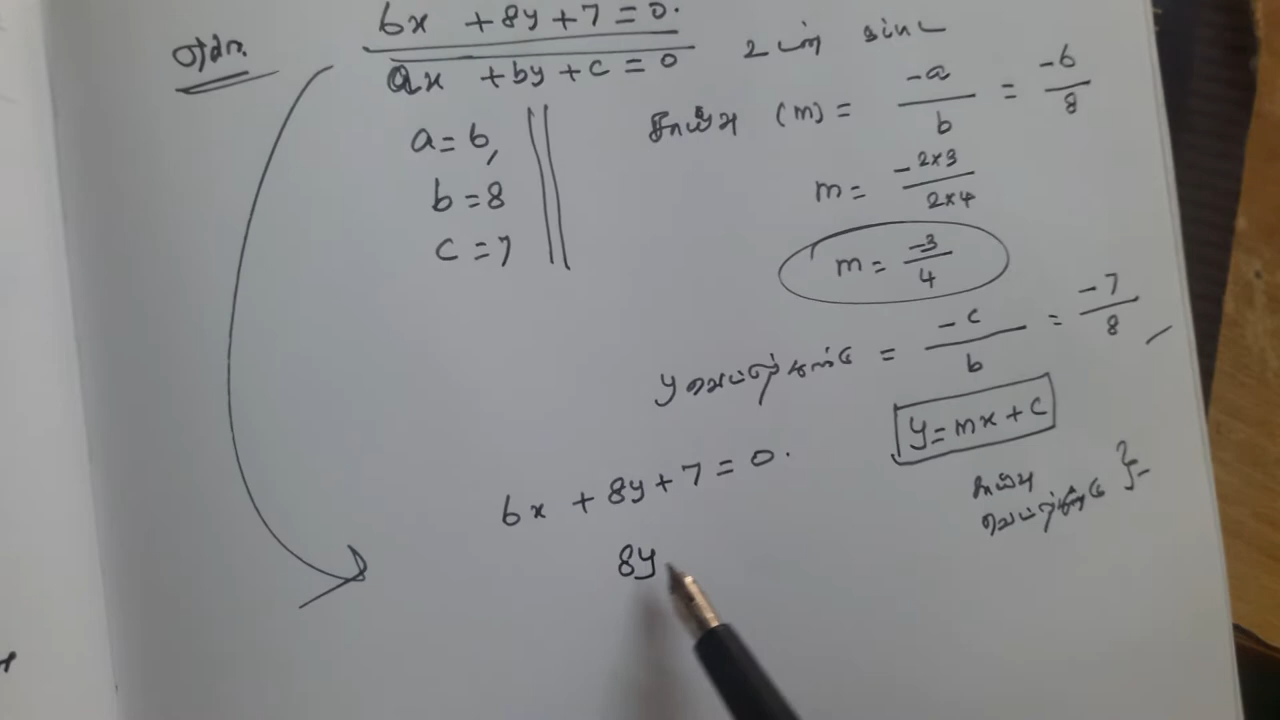 6x + 8y + 7 = 0.
ax + by + c = 0
a = 6,
b = 8
c = 7
சாய்வு (m) = -a/b = -6/8
m = -2×3/2×4
m = -3/4
y வெட்டுத்துண்டு = -c/b = -7/8
y = mx + c
சாய்வு
வெட்டுத்துண்டு } =
6x + 8y + 7 = 0.
8y